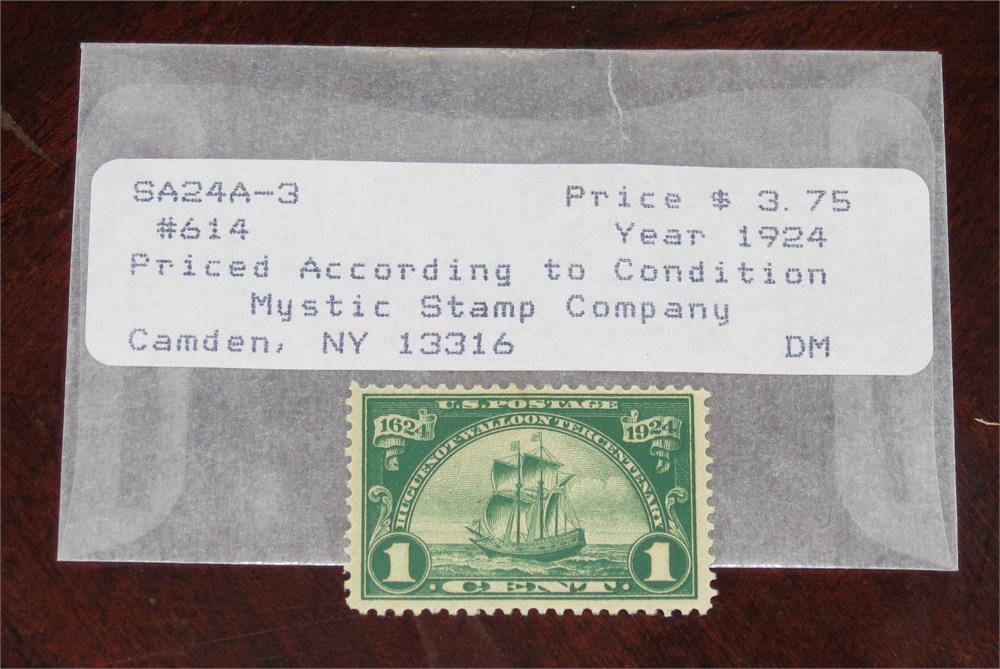 SA24A-3 Price $ 3.75
#614 Year 1924
Priced According to Condition
Mystic Stamp Company
Camden, NY 13316 DM
U.S.POSTAGE
1624 1924
HUGUENOT·WALLOON TERCENTENARY
1 1
·CENT·